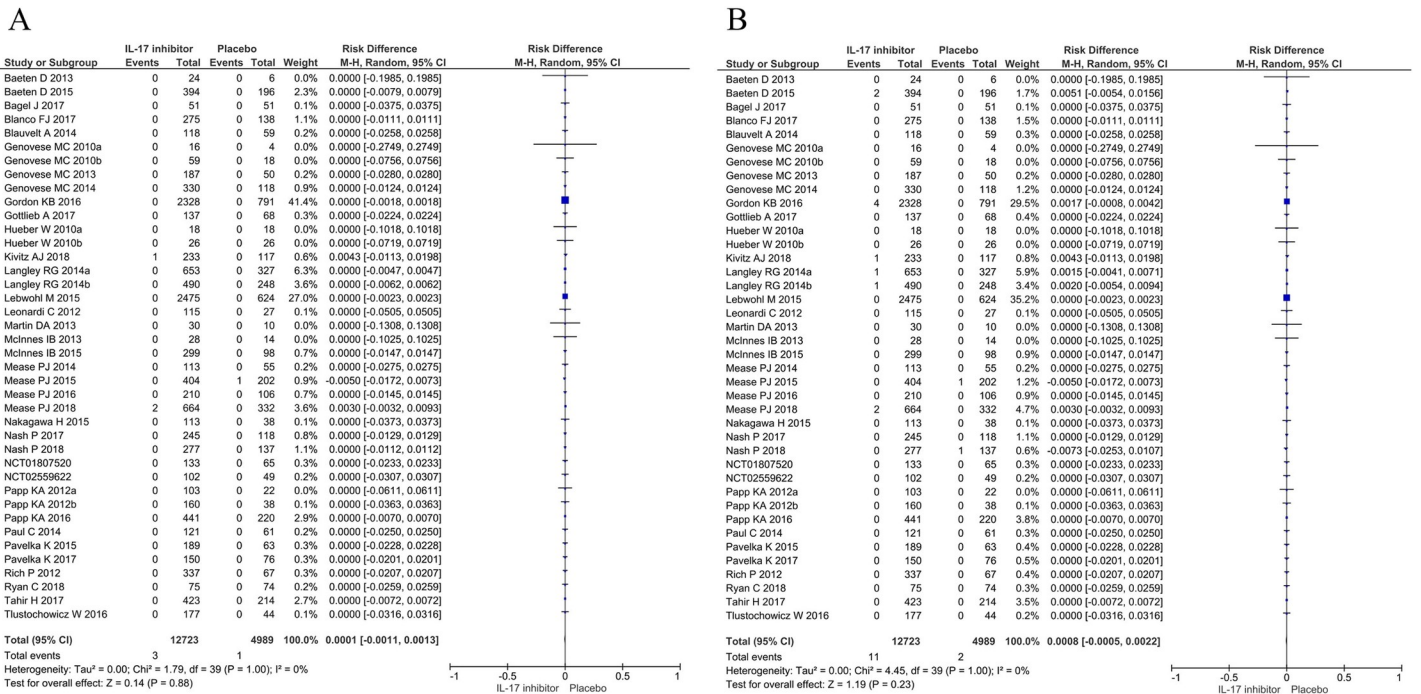 A
IL-17 inhibitor Placebo Risk Difference Risk Difference
Study or Subgroup Events Total Events Total Weight M-H, Random, 95% CI M-H, Random, 95% CI
Baeten D 2013 0 24 0 6 0.0% 0.0000 [-0.1985, 0.1985]
Baeten D 2015 0 394 0 196 2.3% 0.0000 [-0.0079, 0.0079]
Bagel J 2017 0 51 0 51 0.1% 0.0000 [-0.0375, 0.0375]
Blanco FJ 2017 0 275 0 138 1.1% 0.0000 [-0.0111, 0.0111]
Blauvelt A 2014 0 118 0 59 0.2% 0.0000 [-0.0258, 0.0258]
Genovese MC 2010a 0 16 0 4 0.0% 0.0000 [-0.2749, 0.2749]
Genovese MC 2010b 0 59 0 18 0.0% 0.0000 [-0.0756, 0.0756]
Genovese MC 2013 0 187 0 50 0.2% 0.0000 [-0.0280, 0.0280]
Genovese MC 2014 0 330 0 118 0.9% 0.0000 [-0.0124, 0.0124]
Gordon KB 2016 0 2328 0 791 41.4% 0.0000 [-0.0018, 0.0018]
Gottlieb A 2017 0 137 0 68 0.3% 0.0000 [-0.0224, 0.0224]
Hueber W 2010a 0 18 0 18 0.0% 0.0000 [-0.1018, 0.1018]
Hueber W 2010b 0 26 0 26 0.0% 0.0000 [-0.0719, 0.0719]
Kivitz AJ 2018 1 233 0 117 0.6% 0.0043 [-0.0113, 0.0198]
Langley RG 2014a 0 653 0 327 6.3% 0.0000 [-0.0047, 0.0047]
Langley RG 2014b 0 490 0 248 3.6% 0.0000 [-0.0062, 0.0062]
Lebwohl M 2015 0 2475 0 624 27.0% 0.0000 [-0.0023, 0.0023]
Leonardi C 2012 0 115 0 27 0.1% 0.0000 [-0.0505, 0.0505]
Martin DA 2013 0 30 0 10 0.0% 0.0000 [-0.1308, 0.1308]
McInnes IB 2013 0 28 0 14 0.0% 0.0000 [-0.1025, 0.1025]
McInnes IB 2015 0 299 0 98 0.7% 0.0000 [-0.0147, 0.0147]
Mease PJ 2014 0 113 0 55 0.2% 0.0000 [-0.0275, 0.0275]
Mease PJ 2015 0 404 1 202 0.9% -0.0050 [-0.0172, 0.0073]
Mease PJ 2016 0 210 0 106 0.6% 0.0000 [-0.0145, 0.0145]
Mease PJ 2018 2 664 0 332 3.6% 0.0030 [-0.0032, 0.0093]
Nakagawa H 2015 0 113 0 38 0.1% 0.0000 [-0.0373, 0.0373]
Nash P 2017 0 245 0 118 0.8% 0.0000 [-0.0129, 0.0129]
Nash P 2018 0 277 0 137 1.1% 0.0000 [-0.0112, 0.0112]
NCT01807520 0 133 0 65 0.3% 0.0000 [-0.0233, 0.0233]
NCT02559622 0 102 0 49 0.1% 0.0000 [-0.0307, 0.0307]
Papp KA 2012a 0 103 0 22 0.0% 0.0000 [-0.0611, 0.0611]
Papp KA 2012b 0 160 0 38 0.1% 0.0000 [-0.0363, 0.0363]
Papp KA 2016 0 441 0 220 2.9% 0.0000 [-0.0070, 0.0070]
Paul C 2014 0 121 0 61 0.2% 0.0000 [-0.0250, 0.0250]
Pavelka K 2015 0 189 0 63 0.3% 0.0000 [-0.0228, 0.0228]
Pavelka K 2017 0 150 0 76 0.4% 0.0000 [-0.0201, 0.0201]
Rich P 2012 0 337 0 67 0.3% 0.0000 [-0.0207, 0.0207]
Ryan C 2018 0 75 0 74 0.2% 0.0000 [-0.0259, 0.0259]
Tahir H 2017 0 423 0 214 2.7% 0.0000 [-0.0072, 0.0072]
Tlustochowicz W 2016 0 177 0 44 0.1% 0.0000 [-0.0316, 0.0316]
Total (95% CI) 12723 4989 100.0% 0.0001 [-0.0011, 0.0013]
Total events 3 1
Heterogeneity: Tau² = 0.00; Chi² = 1.79, df = 39 (P = 1.00); I² = 0%
Test for overall effect: Z = 0.14 (P = 0.88)
-1 -0.5 0 0.5 1
IL-17 inhibitor Placebo
B
IL-17 inhibitor Placebo Risk Difference Risk Difference
Study or Subgroup Events Total Events Total Weight M-H, Random, 95% CI M-H, Random, 95% CI
Baeten D 2013 0 24 0 6 0.0% 0.0000 [-0.1985, 0.1985]
Baeten D 2015 2 394 0 196 1.7% 0.0051 [-0.0054, 0.0156]
Bagel J 2017 0 51 0 51 0.1% 0.0000 [-0.0375, 0.0375]
Blanco FJ 2017 0 275 0 138 1.5% 0.0000 [-0.0111, 0.0111]
Blauvelt A 2014 0 118 0 59 0.3% 0.0000 [-0.0258, 0.0258]
Genovese MC 2010a 0 16 0 4 0.0% 0.0000 [-0.2749, 0.2749]
Genovese MC 2010b 0 59 0 18 0.0% 0.0000 [-0.0756, 0.0756]
Genovese MC 2013 0 187 0 50 0.2% 0.0000 [-0.0280, 0.0280]
Genovese MC 2014 0 330 0 118 1.2% 0.0000 [-0.0124, 0.0124]
Gordon KB 2016 4 2328 0 791 29.5% 0.0017 [-0.0008, 0.0042]
Gottlieb A 2017 0 137 0 68 0.4% 0.0000 [-0.0224, 0.0224]
Hueber W 2010a 0 18 0 18 0.0% 0.0000 [-0.1018, 0.1018]
Hueber W 2010b 0 26 0 26 0.0% 0.0000 [-0.0719, 0.0719]
Kivitz AJ 2018 1 233 0 117 0.8% 0.0043 [-0.0113, 0.0198]
Langley RG 2014a 1 653 0 327 5.9% 0.0015 [-0.0041, 0.0071]
Langley RG 2014b 1 490 0 248 3.4% 0.0020 [-0.0054, 0.0094]
Lebwohl M 2015 0 2475 0 624 35.2% 0.0000 [-0.0023, 0.0023]
Leonardi C 2012 0 115 0 27 0.1% 0.0000 [-0.0505, 0.0505]
Martin DA 2013 0 30 0 10 0.0% 0.0000 [-0.1308, 0.1308]
McInnes IB 2013 0 28 0 14 0.0% 0.0000 [-0.1025, 0.1025]
McInnes IB 2015 0 299 0 98 0.9% 0.0000 [-0.0147, 0.0147]
Mease PJ 2014 0 113 0 55 0.2% 0.0000 [-0.0275, 0.0275]
Mease PJ 2015 0 404 1 202 1.2% -0.0050 [-0.0172, 0.0073]
Mease PJ 2016 0 210 0 106 0.9% 0.0000 [-0.0145, 0.0145]
Mease PJ 2018 2 664 0 332 4.7% 0.0030 [-0.0032, 0.0093]
Nakagawa H 2015 0 113 0 38 0.1% 0.0000 [-0.0373, 0.0373]
Nash P 2017 0 245 0 118 1.1% 0.0000 [-0.0129, 0.0129]
Nash P 2018 0 277 1 137 0.6% -0.0073 [-0.0253, 0.0107]
NCT01807520 0 133 0 65 0.3% 0.0000 [-0.0233, 0.0233]
NCT02559622 0 102 0 49 0.2% 0.0000 [-0.0307, 0.0307]
Papp KA 2012a 0 103 0 22 0.0% 0.0000 [-0.0611, 0.0611]
Papp KA 2012b 0 160 0 38 0.1% 0.0000 [-0.0363, 0.0363]
Papp KA 2016 0 441 0 220 3.8% 0.0000 [-0.0070, 0.0070]
Paul C 2014 0 121 0 61 0.3% 0.0000 [-0.0250, 0.0250]
Pavelka K 2015 0 189 0 63 0.4% 0.0000 [-0.0228, 0.0228]
Pavelka K 2017 0 150 0 76 0.5% 0.0000 [-0.0201, 0.0201]
Rich P 2012 0 337 0 67 0.4% 0.0000 [-0.0207, 0.0207]
Ryan C 2018 0 75 0 74 0.3% 0.0000 [-0.0259, 0.0259]
Tahir H 2017 0 423 0 214 3.5% 0.0000 [-0.0072, 0.0072]
Tlustochowicz W 2016 0 177 0 44 0.2% 0.0000 [-0.0316, 0.0316]
Total (95% CI) 12723 4989 100.0% 0.0008 [-0.0005, 0.0022]
Total events 11 2
Heterogeneity: Tau² = 0.00; Chi² = 4.45, df = 39 (P = 1.00); I² = 0%
Test for overall effect: Z = 1.19 (P = 0.23)
-1 -0.5 0 0.5 1
IL-17 inhibitor Placebo